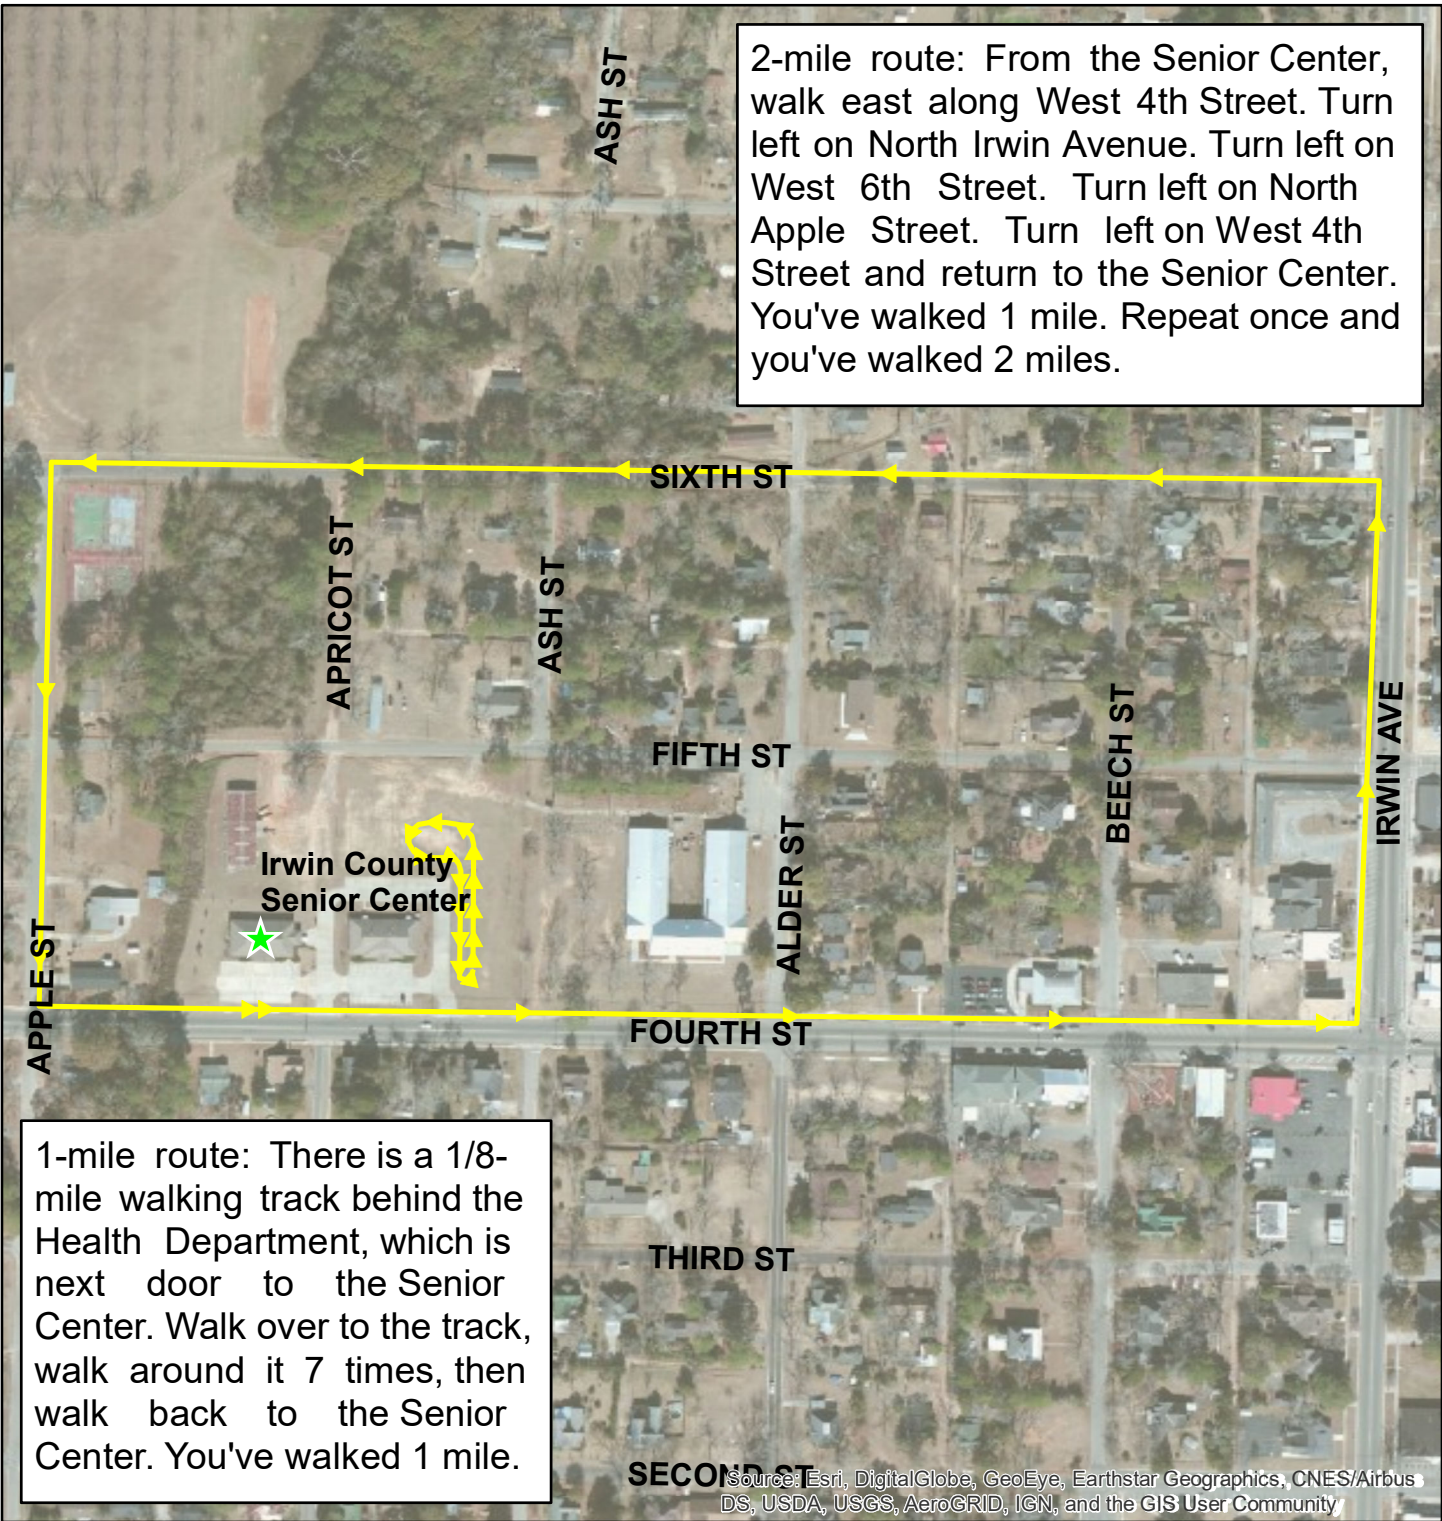 ASH ST
2-mile route: From the Senior Center,
walk east along West 4th Street. Turn
left on North Irwin Avenue. Turn left on
West 6th Street. Turn left on North
Apple Street. Turn left on West 4th
Street and return to the Senior Center.
You've walked 1 mile. Repeat once and
you've walked 2 miles.
SIXTH ST
APRICOT ST
ASH ST
FIFTH ST
BEECH ST
IRWIN AVE
ALDER ST
Irwin County
Senior Center
APPLE ST
FOURTH ST
1-mile route: There is a 1/8-
mile walking track behind the
Health Department, which is
next door to the Senior
Center. Walk over to the track,
walk around it 7 times, then
walk back to the Senior
Center. You've walked 1 mile.
THIRD ST
SECOND ST
Source: Esri, DigitalGlobe, GeoEye, Earthstar Geographics, CNES/Airbus
DS, USDA, USGS, AeroGRID, IGN, and the GIS User Community